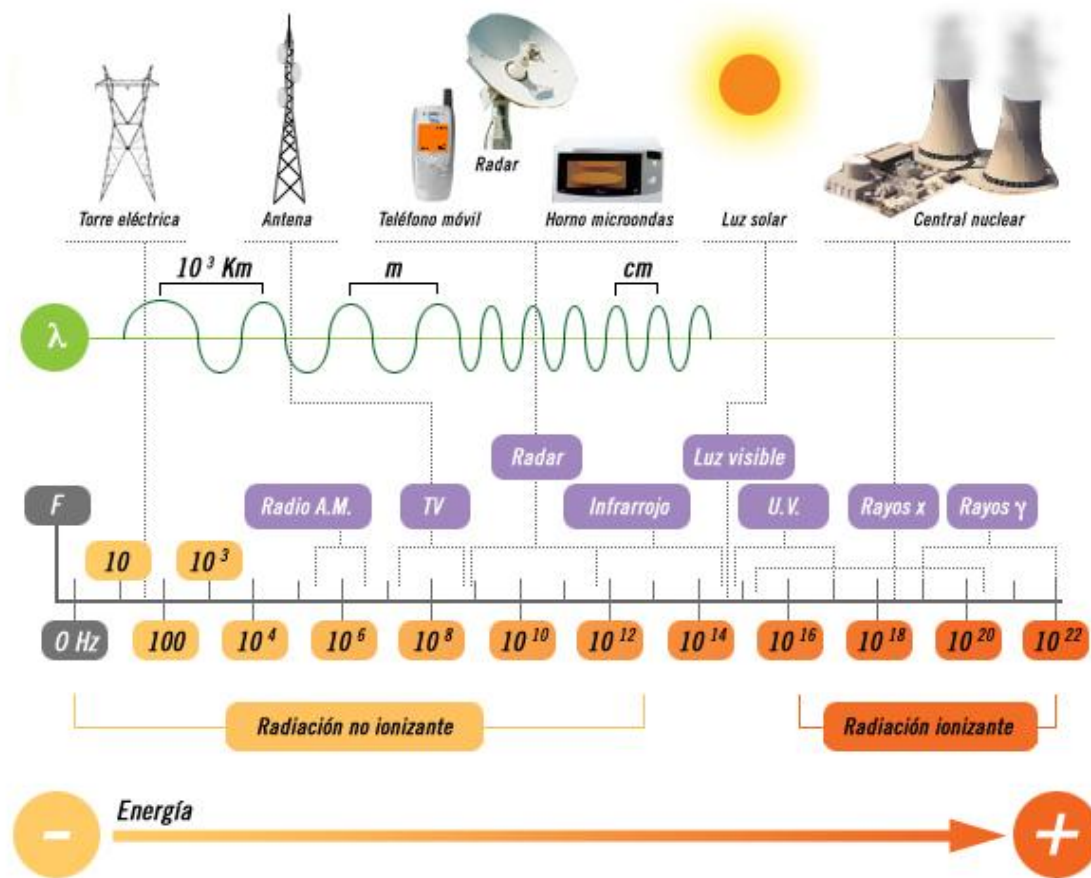 Radar
Torre eléctrica
Antena
Teléfono móvil
Horno microondas
Luz solar
Central nuclear
10³ Km
m
cm
λ
Radar
Luz visible
F
Radio A.M.
TV
Infrarrojo
U.V.
Rayos x
Rayos γ
10
10³
0 Hz
100
10⁴
10⁶
10⁸
10¹⁰
10¹²
10¹⁴
10¹⁶
10¹⁸
10²⁰
10²²
Radiación no ionizante
Radiación ionizante
Energía
-
+